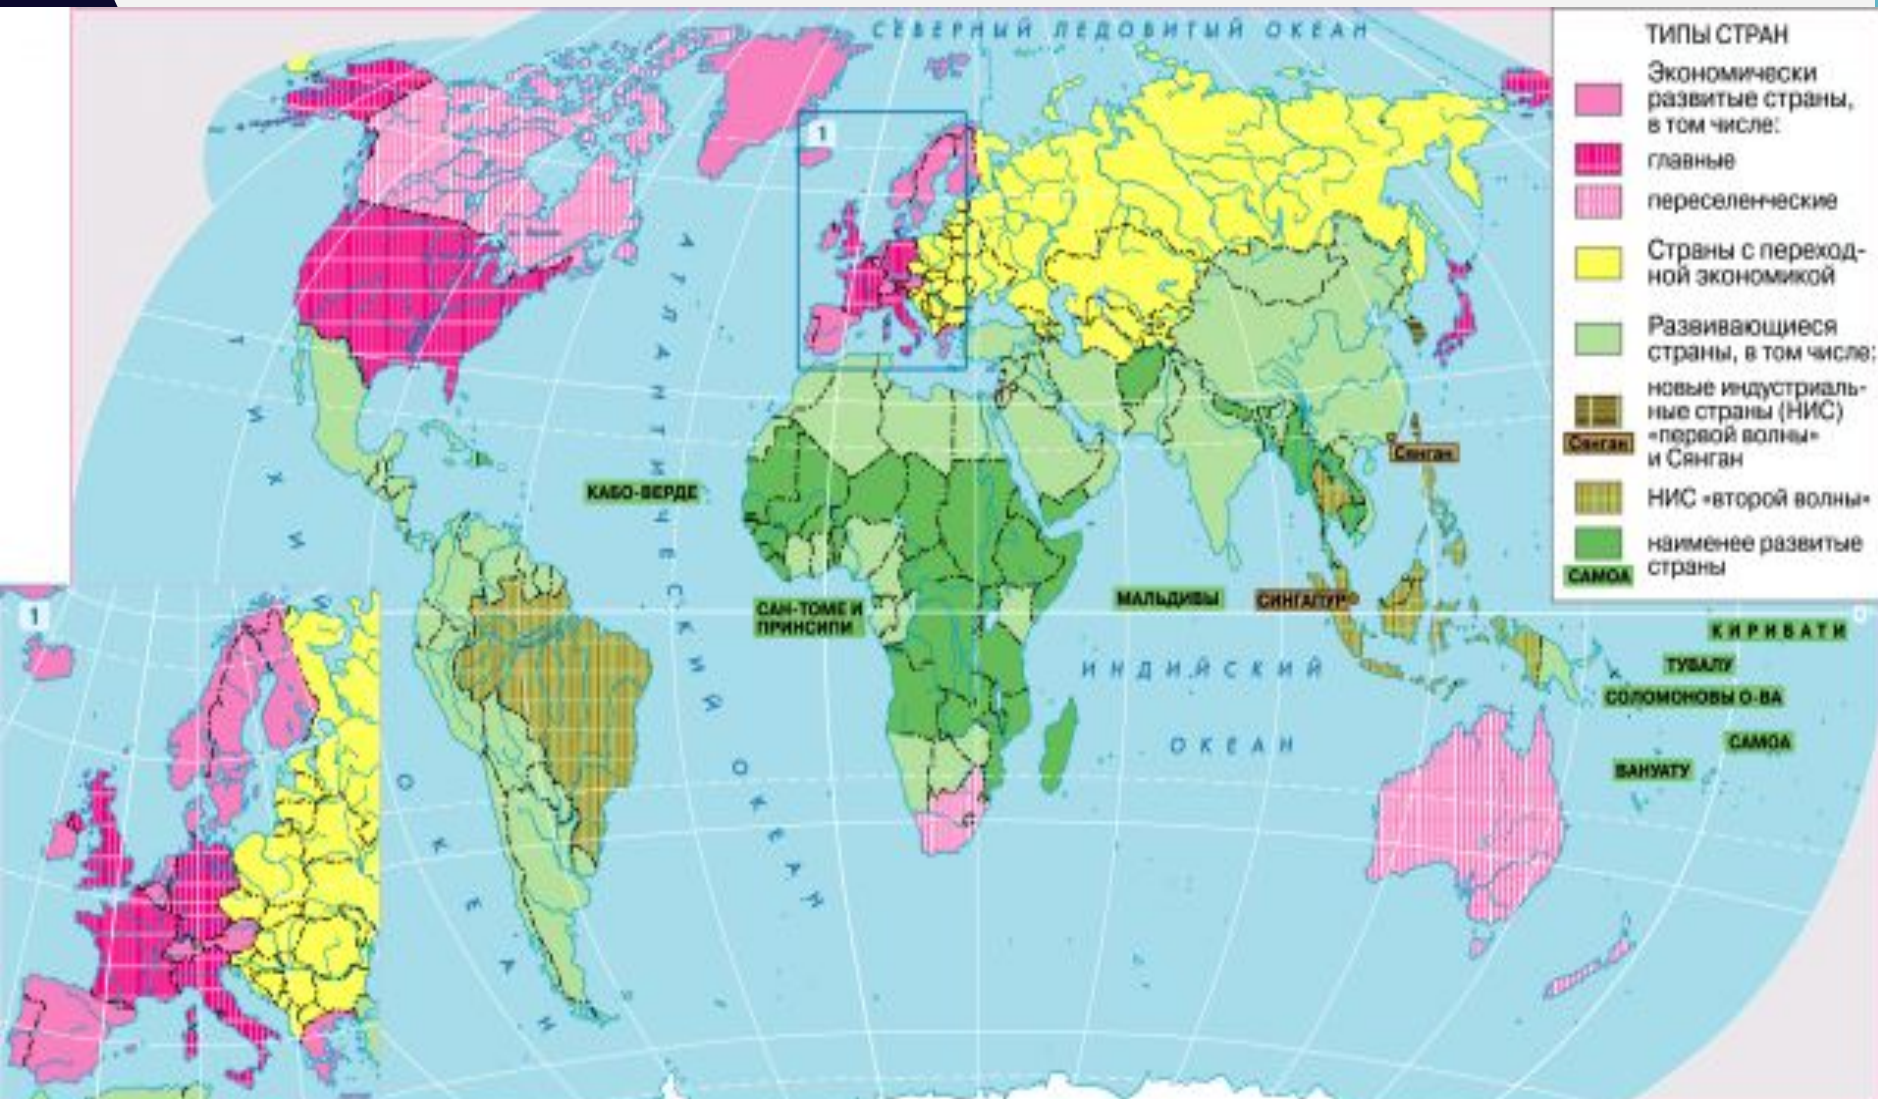 СЕВЕРНЫЙ ЛЕДОВИТЫЙ ОКЕАН
ТИПЫ СТРАН
Экономически
развитые страны,
в том числе:
главные
переселенческие
Страны с переход-
ной экономикой
Развивающиеся
страны, в том числе:
новые индустриаль-
ные страны (НИС)
«первой волны»
и Сянган
Сянган
НИС «второй волны»
наименее развитые
страны
САМОА
1
АТЛАНТИЧЕСКИЙ ОКЕАН
ТИХИЙ
ОКЕАН
КАБО-ВЕРДЕ
САН-ТОМЕ И
ПРИНСИПИ
Сянган
МАЛЬДИВЫ
СИНГАПУР
ИНДИЙСКИЙ
ОКЕАН
0
КИРИБАТИ
ТУВАЛУ
СОЛОМОНОВЫ О-ВА
САМОА
ВАНУАТУ
1